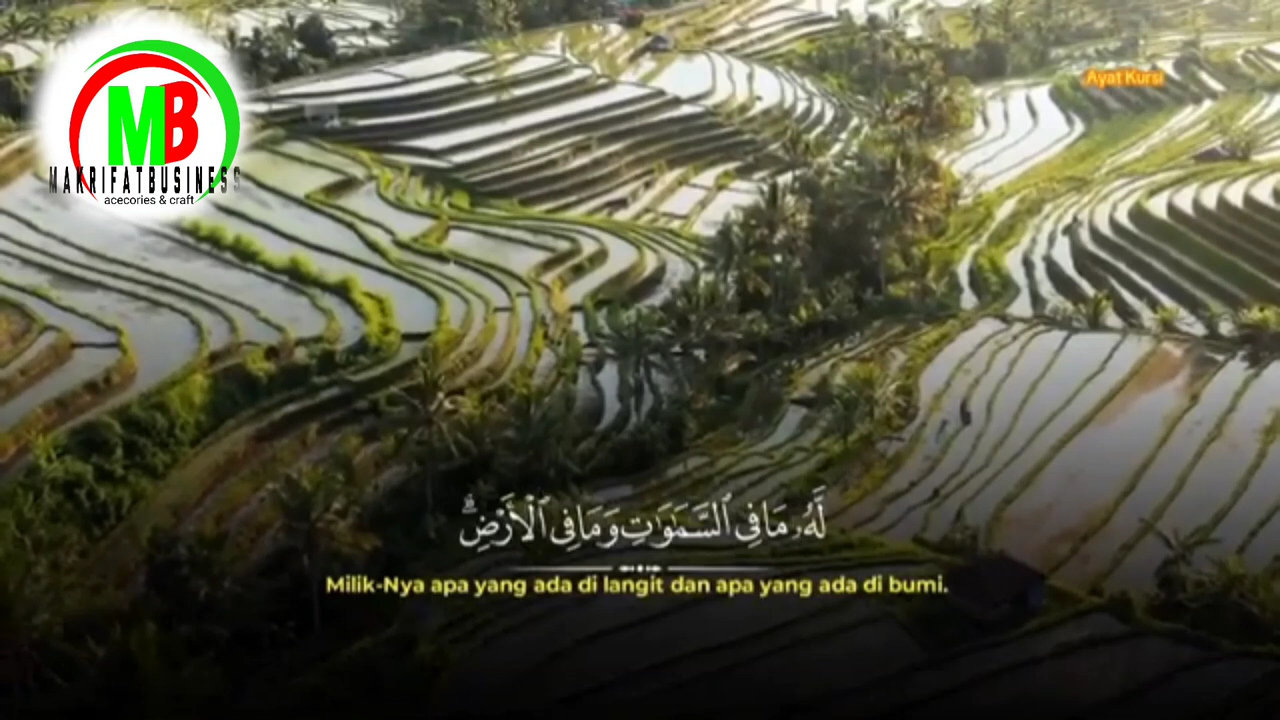 MB
MAKRIFATBUSINESS
acecories & craft
Ayat Kursi
لَّهُۥ مَا فِي ٱلسَّمَٰوَٰتِ وَمَا فِي ٱلْأَرْضِۗ
Milik-Nya apa yang ada di langit dan apa yang ada di bumi.